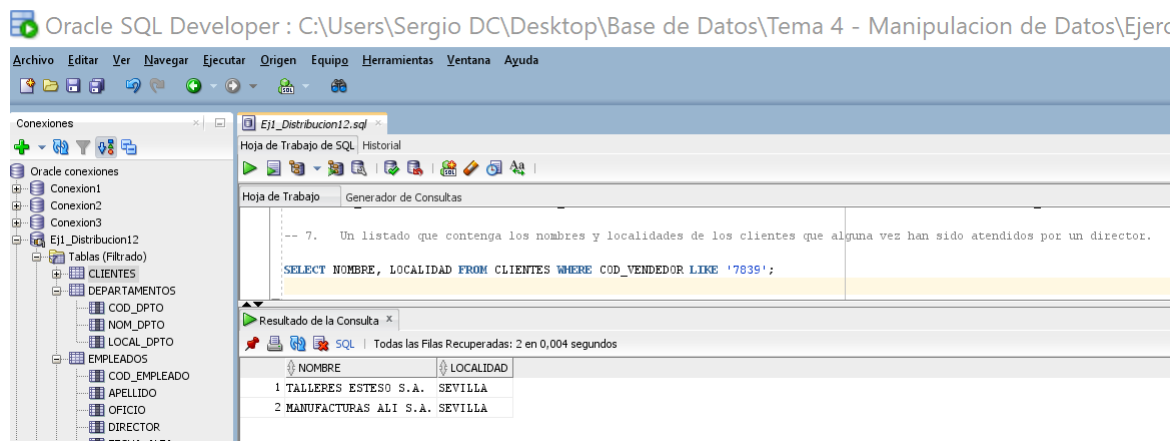 Oracle SQL Developer : C:\Users\Sergio DC\Desktop\Base de Datos\Tema 4 - Manipulacion de Datos\Ejerc
Archivo Editar Ver Navegar Ejecutar Origen Equipo Herramientas Ventana Ayuda
Conexiones
Oracle conexiones
Conexion1
Conexion2
Conexion3
Ej1_Distribucion12
Tablas (Filtrado)
CLIENTES
DEPARTAMENTOS
COD_DPTO
NOM_DPTO
LOCAL_DPTO
EMPLEADOS
COD_EMPLEADO
APELLIDO
OFICIO
DIRECTOR
Ej1_Distribucion12.sql
Hoja de Trabajo de SQL Historial
Hoja de Trabajo Generador de Consultas
-- 7. Un listado que contenga los nombres y localidades de los clientes que alguna vez han sido atendidos por un director.
SELECT NOMBRE, LOCALIDAD FROM CLIENTES WHERE COD_VENDEDOR LIKE '7839';
Resultado de la Consulta
SQL | Todas las Filas Recuperadas: 2 en 0,004 segundos
NOMBRE LOCALIDAD
1 TALLERES ESTESO S.A. SEVILLA
2 MANUFACTURAS ALI S.A. SEVILLA